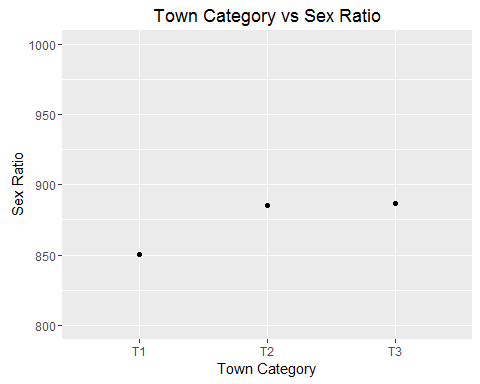 Town Category vs Sex Ratio
1000
950
900
850
800
Sex Ratio
T1 T2 T3
Town Category